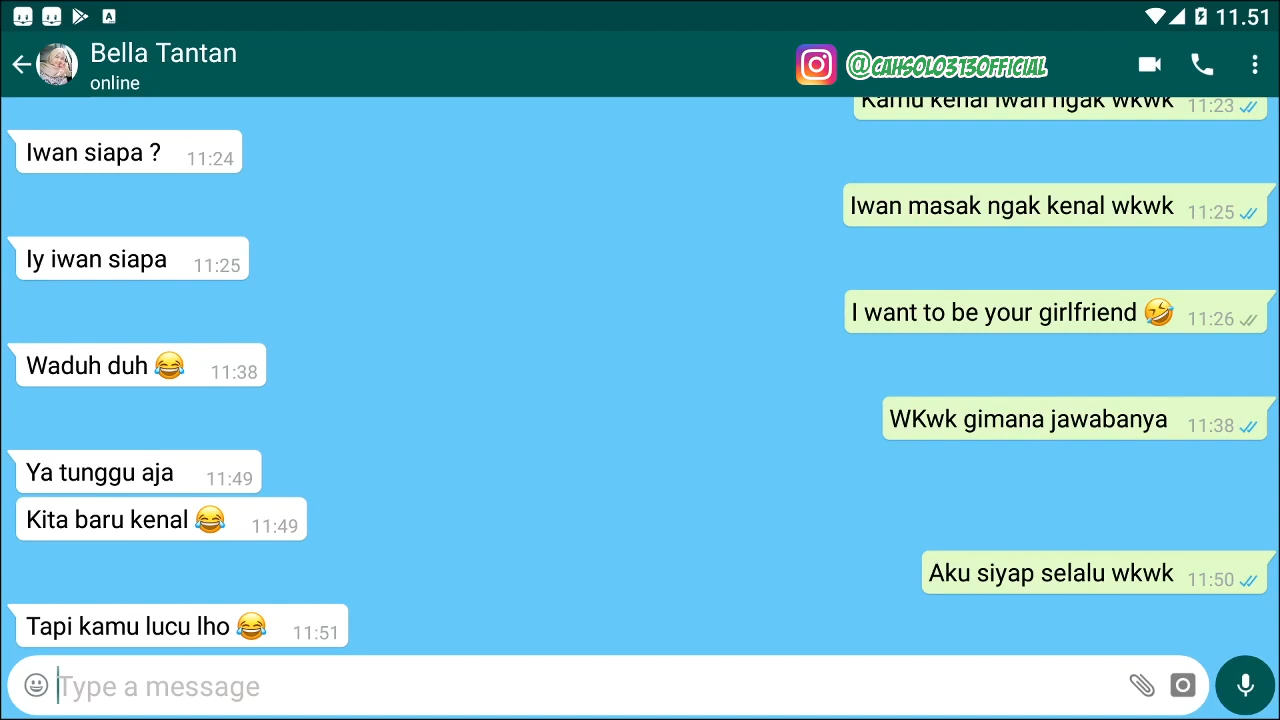 11.51
Bella Tantan
online
@CAHSOLO313OFFICIAL
Kamu kenal iwan ngak wkwk 11:23
Iwan siapa ? 11:24
Iwan masak ngak kenal wkwk 11:25
Iy iwan siapa 11:25
I want to be your girlfriend 🤣 11:26
Waduh duh 😂 11:38
WKwk gimana jawabanya 11:38
Ya tunggu aja 11:49
Kita baru kenal 😂 11:49
Aku siyap selalu wkwk 11:50
Tapi kamu lucu lho 😂 11:51
Type a message